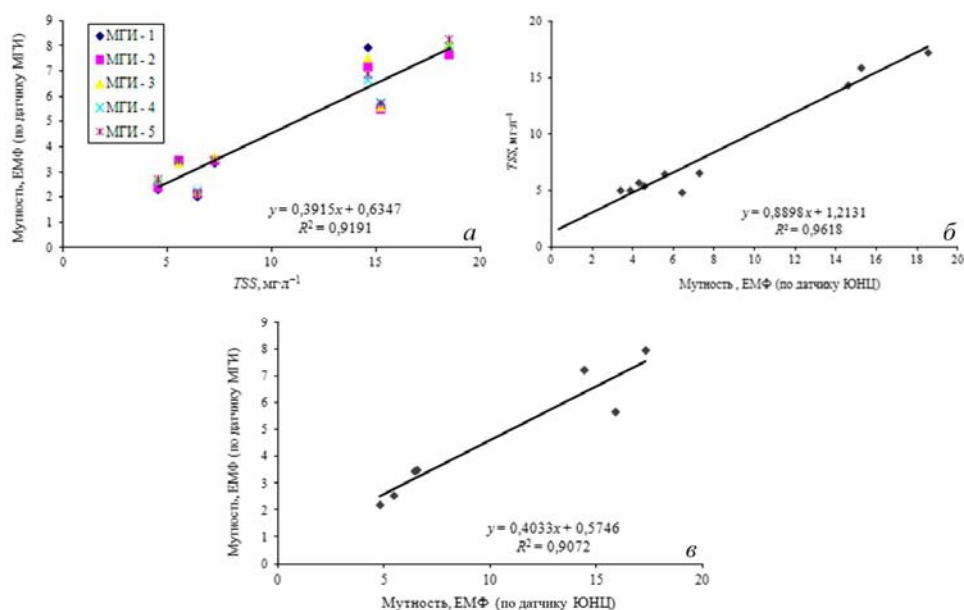 Мутность, ЕМФ (по датчику МГИ)
9
8
7
6
5
4
3
2
1
0
МГИ - 1
МГИ - 2
МГИ - 3
МГИ - 4
МГИ - 5
y = 0,3915x + 0,6347
R² = 0,9191
а
0 5 10 15 20
TSS, мг·л⁻¹
TSS, мг·л⁻¹
20
15
10
5
0
y = 0,8898x + 1,2131
R² = 0,9618
б
0 2 4 6 8 10 12 14 16 18 20
Мутность , ЕМФ (по датчику ЮНЦ)
Мутность, ЕМФ (по датчику МГИ)
9
8
7
6
5
4
3
2
1
0
y = 0,4033x + 0,5746
R² = 0,9072
в
0 5 10 15 20
Мутность, ЕМФ (по датчику ЮНЦ)